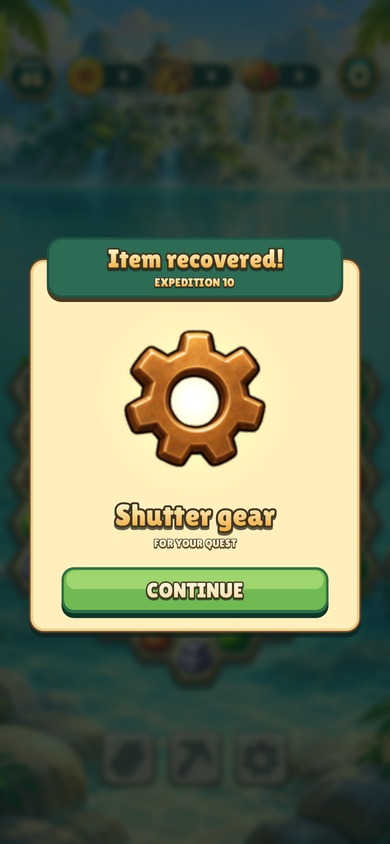 Item recovered!
EXPEDITION 10
Shutter gear
FOR YOUR QUEST
CONTINUE